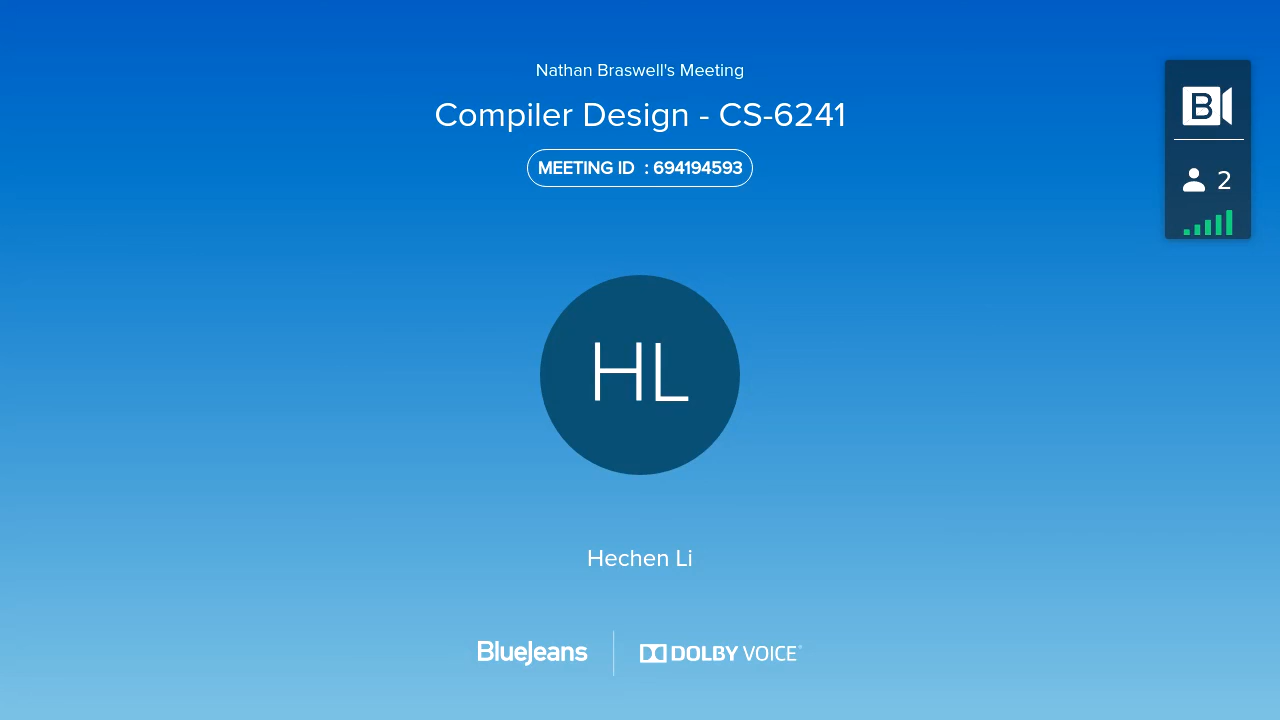 Nathan Braswell's Meeting
Compiler Design - CS-6241
MEETING ID : 694194593
B
2
HL
Hechen Li
BlueJeans
DOLBY VOICE